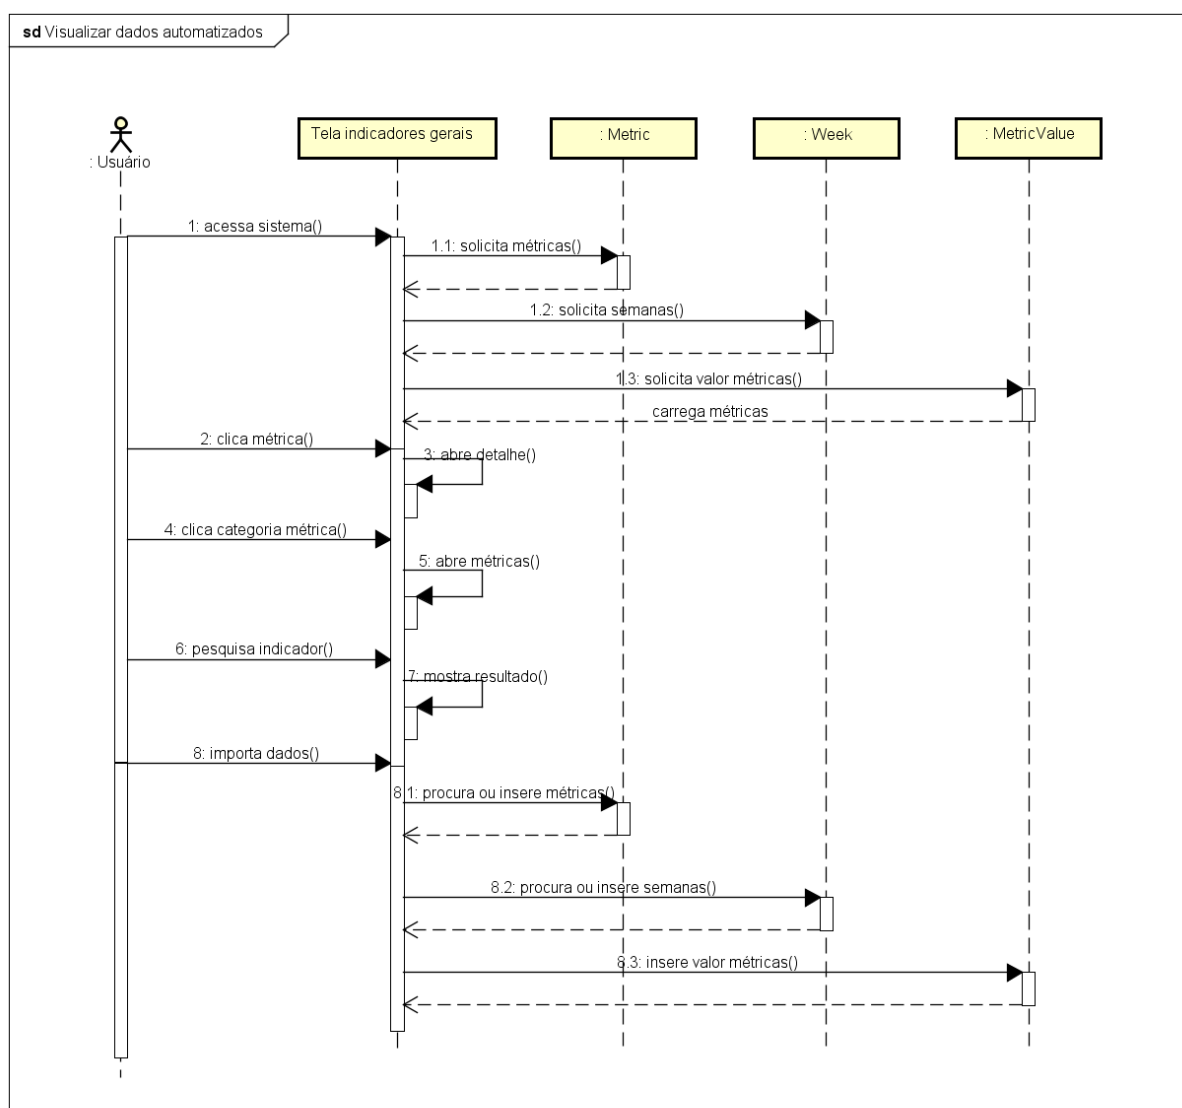 sd Visualizar dados automatizados
: Usuário
Tela indicadores gerais
: Metric
: Week
: MetricValue
1: acessa sistema()
1.1: solicita métricas()
1.2: solicita semanas()
1.3: solicita valor métricas()
carrega métricas
2: clica métrica()
3: abre detalhe()
4: clica categoria métrica()
5: abre métricas()
6: pesquisa indicador()
7: mostra resultado()
8: importa dados()
8.1: procura ou insere métricas()
8.2: procura ou insere semanas()
8.3: insere valor métricas()